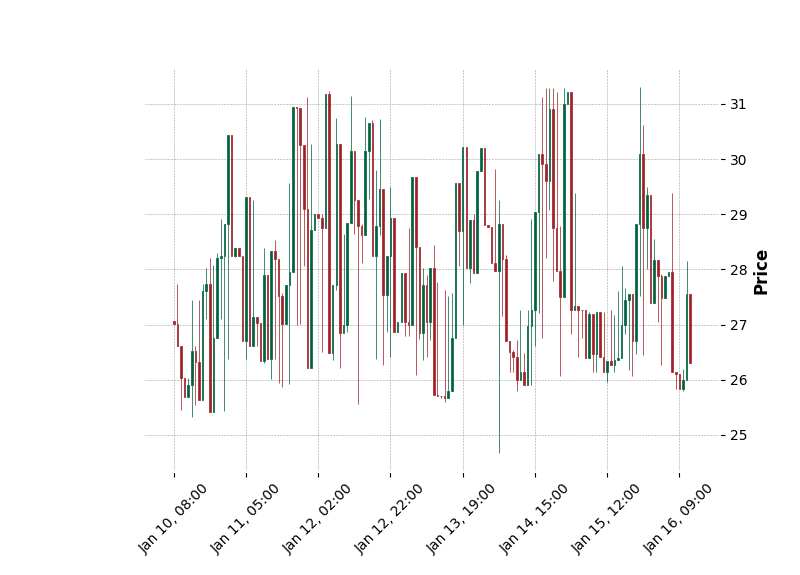 31
30
29
28
27
26
25
Price
Jan 10, 08:00
Jan 11, 05:00
Jan 12, 02:00
Jan 12, 22:00
Jan 13, 19:00
Jan 14, 15:00
Jan 15, 12:00
Jan 16, 09:00